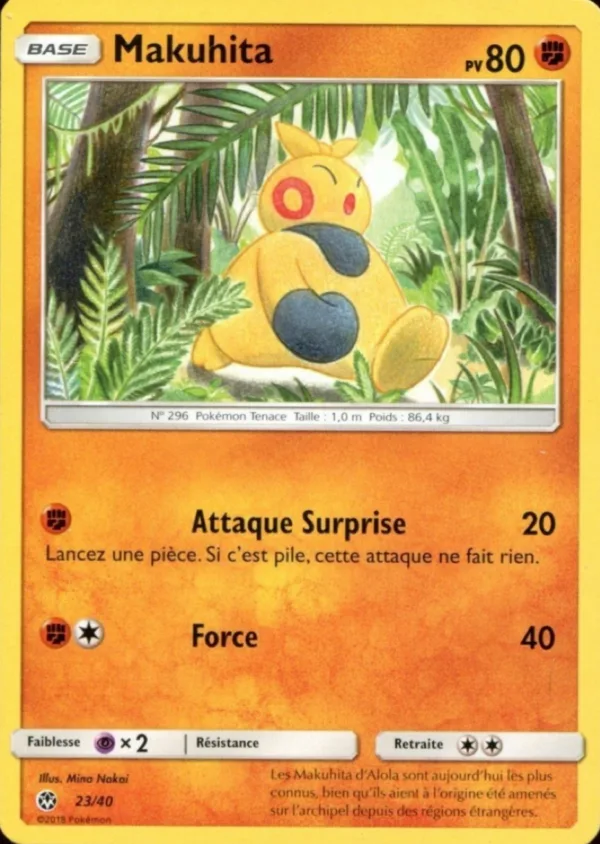 BASE Makuhita PV 80
N° 296 Pokémon Tenace Taille : 1,0 m Poids : 86,4 kg
Attaque Surprise 20
Lancez une pièce. Si c'est pile, cette attaque ne fait rien.
Force 40
Faiblesse ×2 Résistance Retraite
Illus. Mina Nakai
23/40
©2018 Pokémon
Les Makuhita d'Alola sont aujourd'hui les plus
connus, bien qu'ils aient à l'origine été amenés
sur l'archipel depuis des régions étrangères.